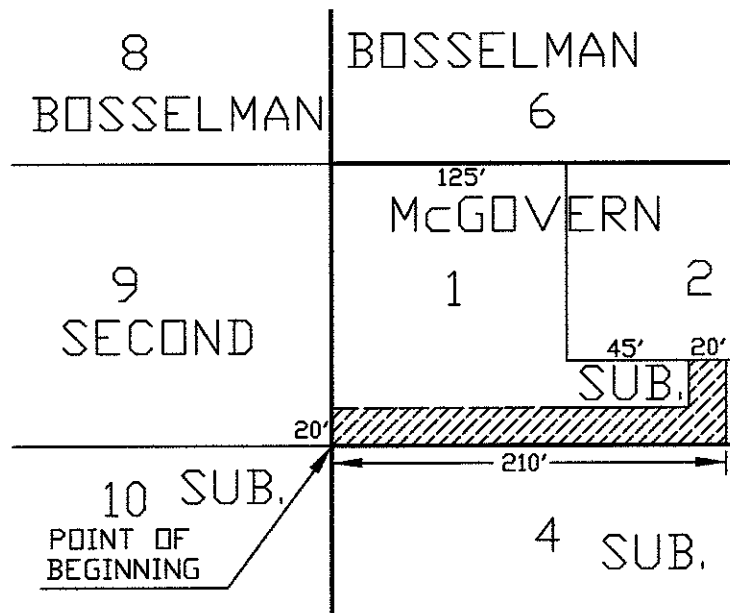 8
BOSSELMAN
BOSSELMAN
6
125'
McGOVERN
1
2
9
SECOND
45'
20'
SUB.
20'
210'
10 SUB.
POINT OF
BEGINNING
4 SUB.